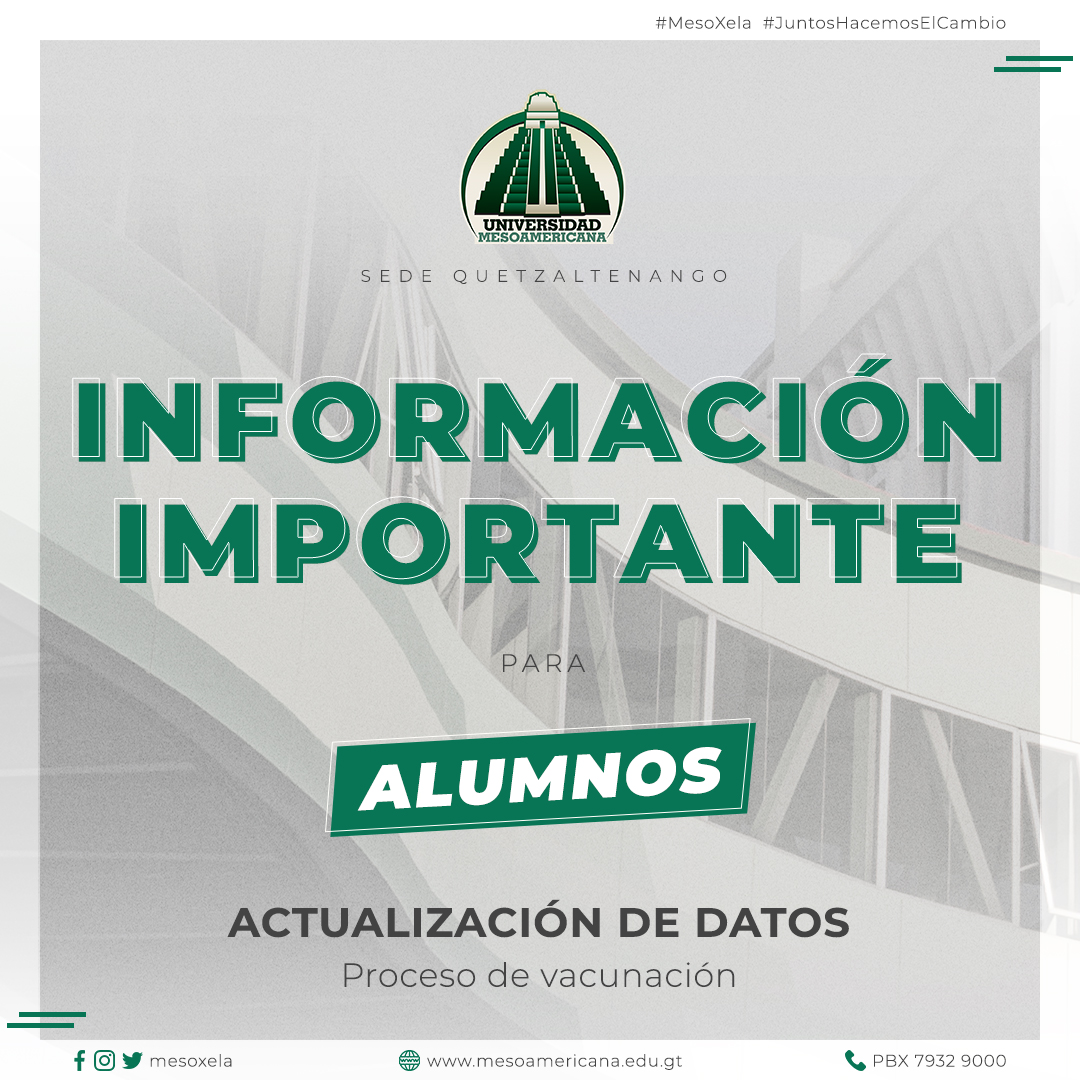 #MesoXela #JuntosHacemosElCambio
UNIVERSIDAD
MESOAMERICANA
SEDE QUETZALTENANGO
INFORMACIÓN
IMPORTANTE
PARA
ALUMNOS
ACTUALIZACIÓN DE DATOS
Proceso de vacunación
mesoxela www.mesoamericana.edu.gt PBX 7932 9000